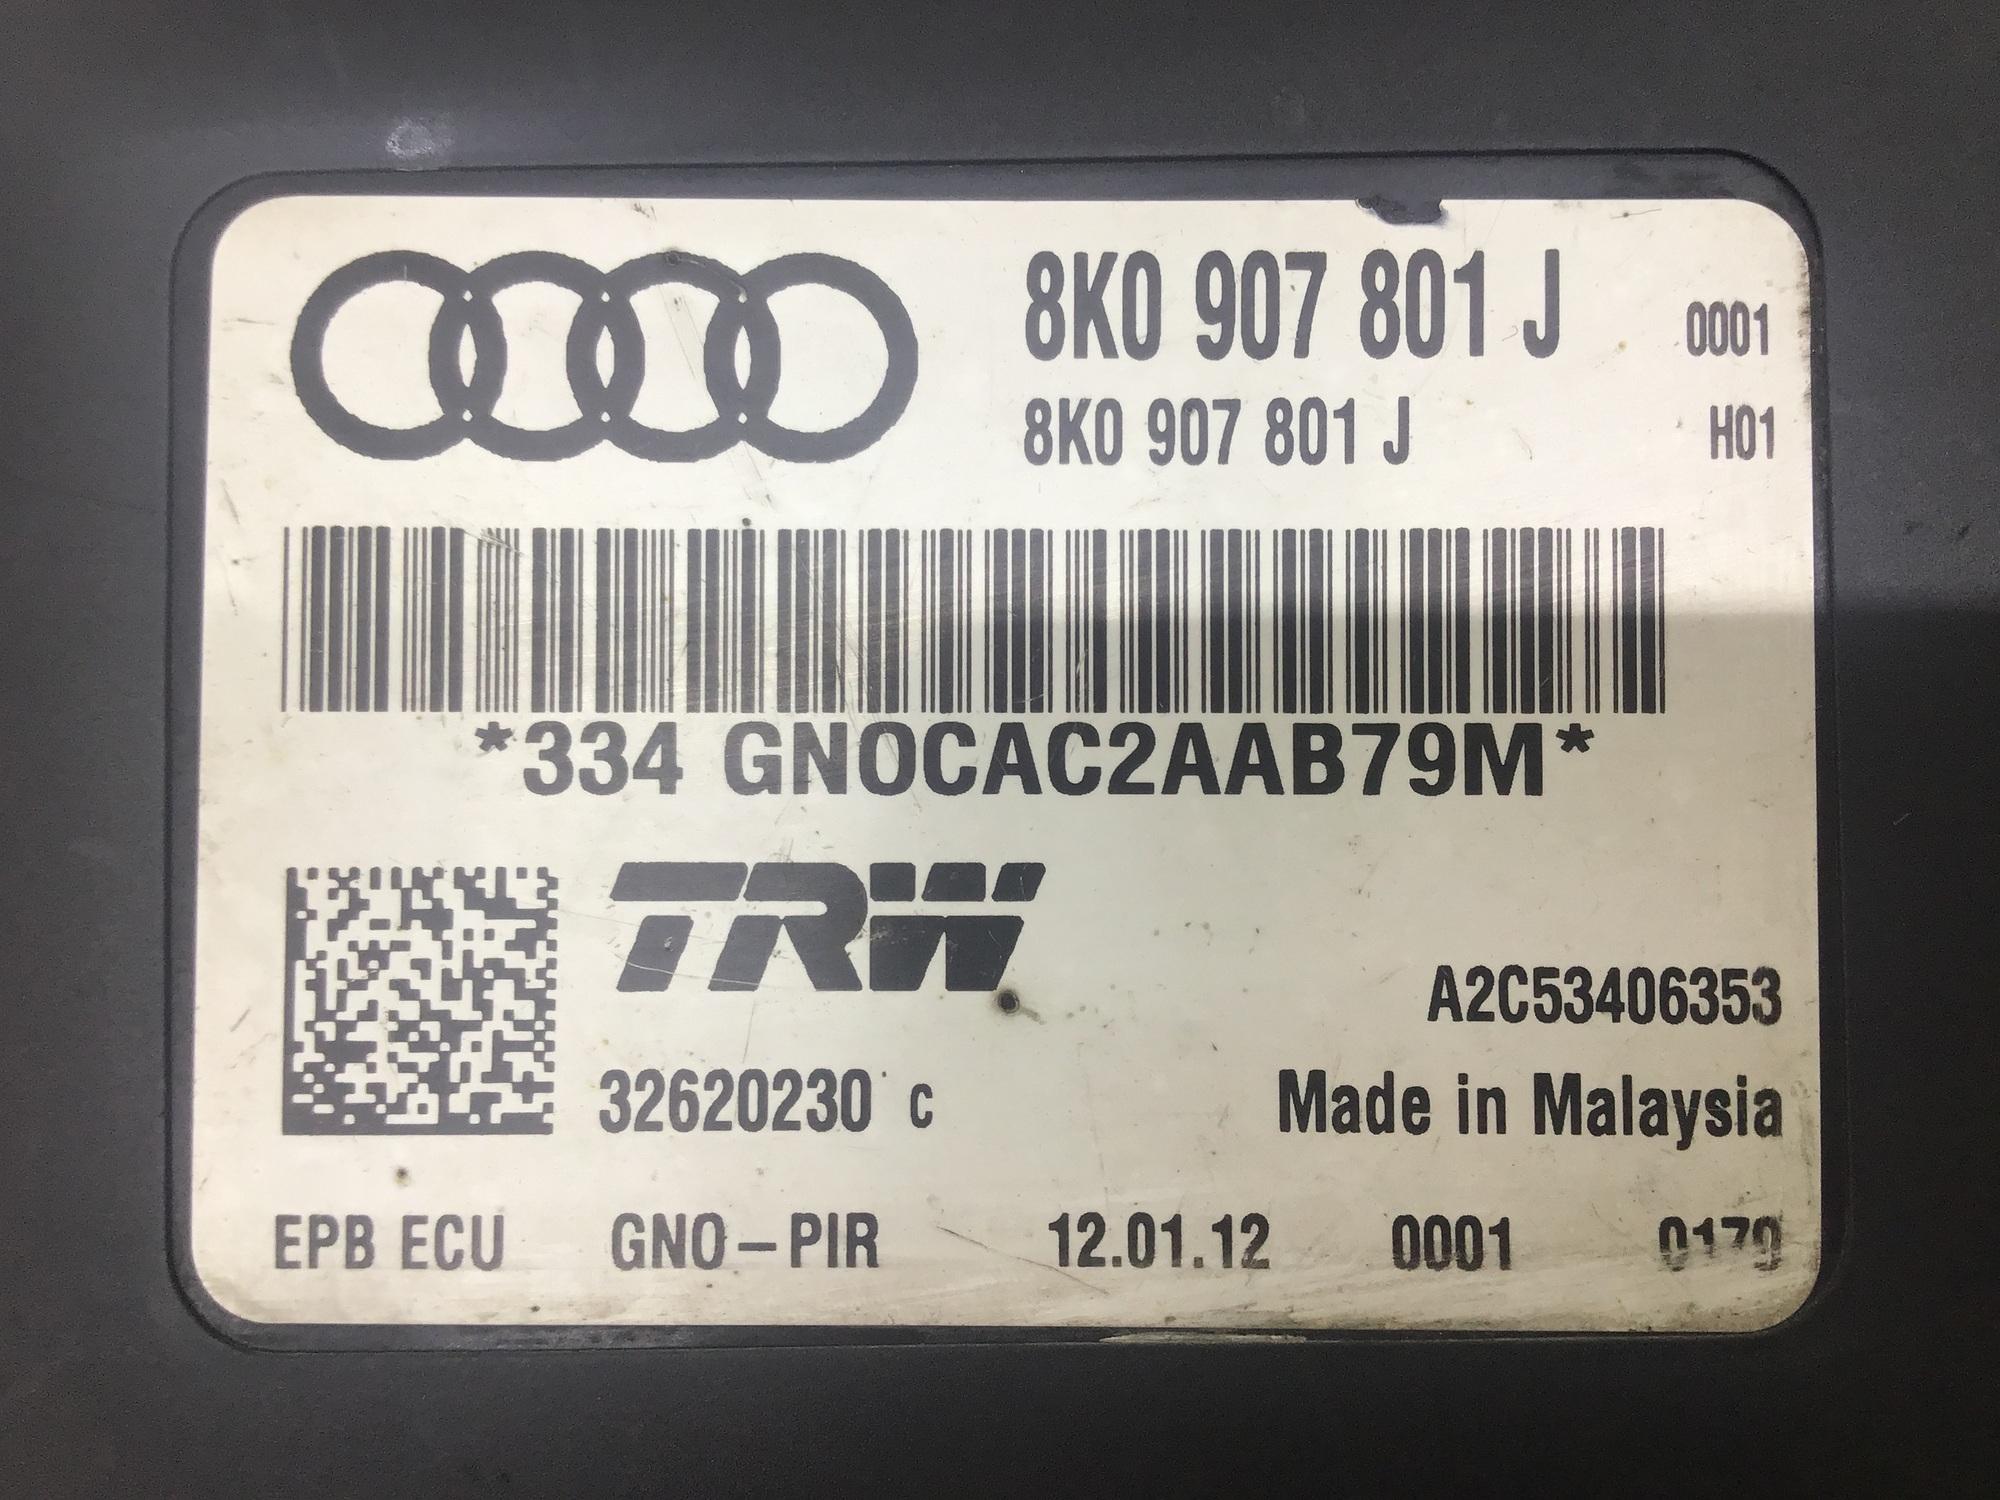 8K0 907 801 J 0001
8K0 907 801 J H01
*334 GNOCAC2AAB79M*
TRW
A2C53406353
32620230 c Made in Malaysia
EPB ECU GNO-PIR 12.01.12 0001 0179